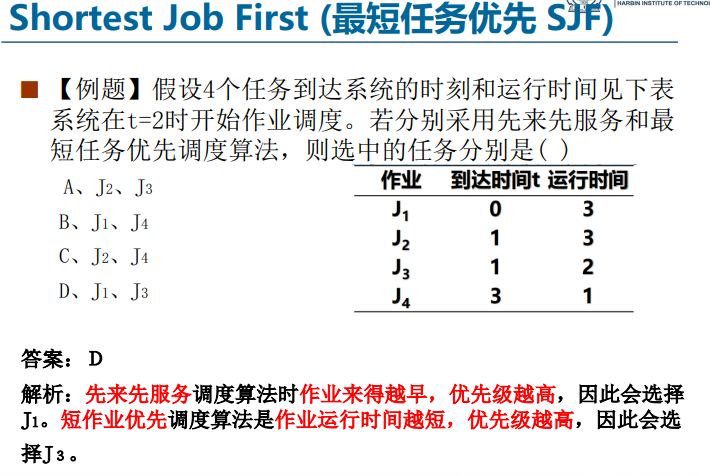 HARBIN INSTITUTE OF TECHNOL
Shortest Job First (最短任务优先 SJF)
【例题】假设4个任务到达系统的时刻和运行时间见下表
系统在t=2时开始作业调度。若分别采用先来先服务和最
短任务优先调度算法，则选中的任务分别是( )
A、J2、J3
B、J1、J4
C、J2、J4
D、J1、J3
作业 到达时间t 运行时间
J1 0 3
J2 1 3
J3 1 2
J4 3 1
答案： D
解析：先来先服务调度算法时作业来得越早，优先级越高，因此会选择
J1。短作业优先调度算法是作业运行时间越短，优先级越高，因此会选
择J3。